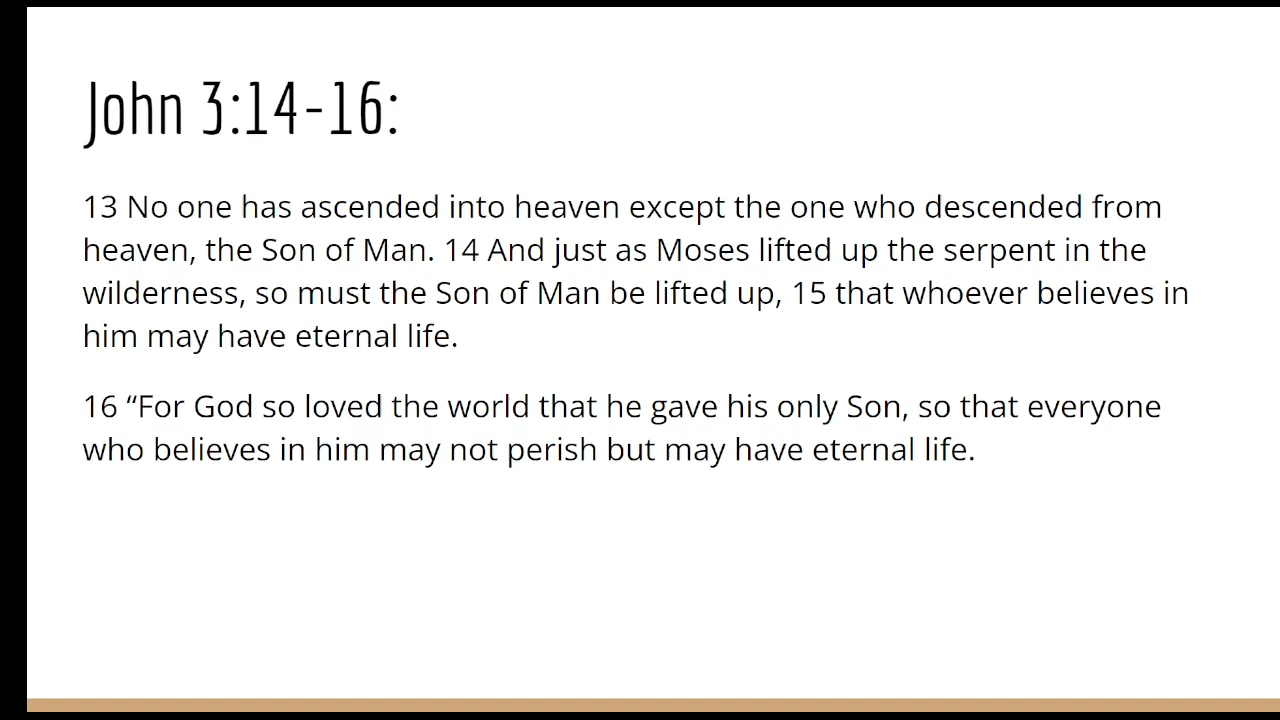 John 3:14-16:
13 No one has ascended into heaven except the one who descended from
heaven, the Son of Man. 14 And just as Moses lifted up the serpent in the
wilderness, so must the Son of Man be lifted up, 15 that whoever believes in
him may have eternal life.
16 “For God so loved the world that he gave his only Son, so that everyone
who believes in him may not perish but may have eternal life.